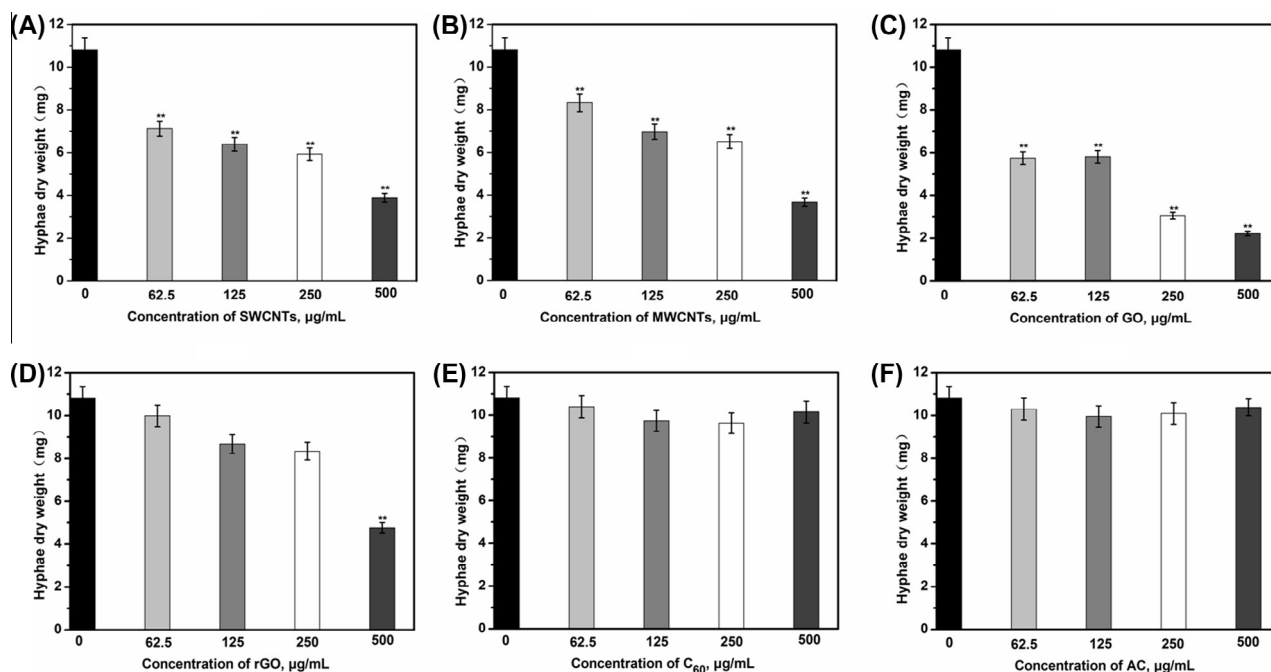 (A)
12
10
8
6
4
2
0
Hyphae dry weight（mg）
**
**
**
**
0 62.5 125 250 500
Concentration of SWCNTs, µg/mL
(B)
12
10
8
6
4
2
0
Hyphae dry weight（mg）
**
**
**
**
0 62.5 125 250 500
Concentration of MWCNTs, µg/mL
(C)
12
10
8
6
4
2
0
Hyphae dry weight（mg）
**
**
**
**
0 62.5 125 250 500
Concentration of GO, µg/mL
(D)
12
10
8
6
4
2
0
Hyphae dry weight（mg）
**
0 62.5 125 250 500
Concentration of rGO, µg/mL
(E)
12
10
8
6
4
2
0
Hyphae dry weight（mg）
0 62.5 125 250 500
Concentration of C₆₀, µg/mL
(F)
12
10
8
6
4
2
0
Hyphae dry weight（mg）
0 62.5 125 250 500
Concentration of AC, µg/mL